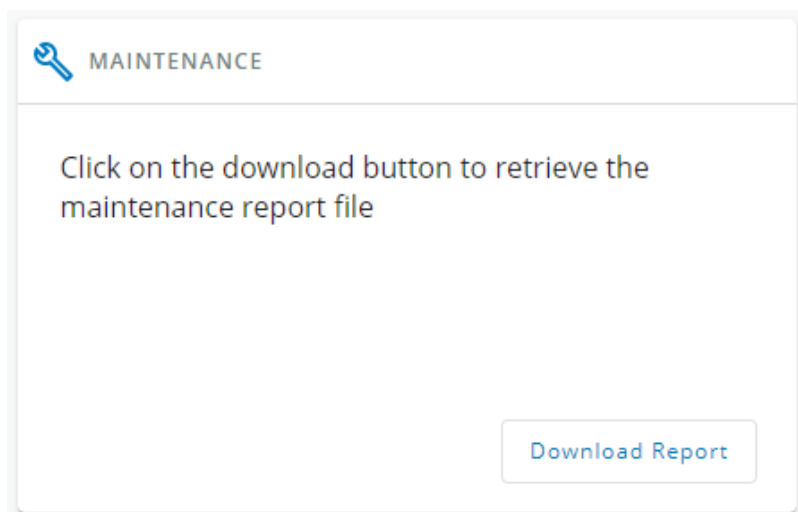 MAINTENANCE
Click on the download button to retrieve the
maintenance report file
Download Report